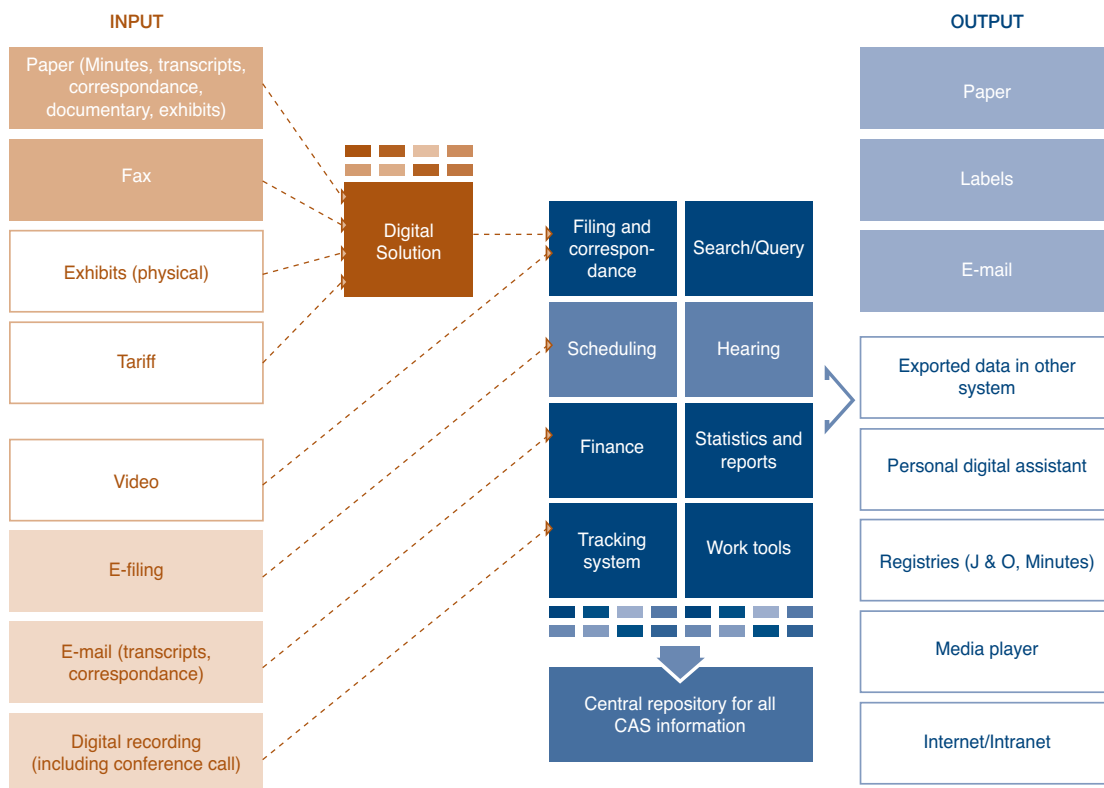 INPUT
Paper (Minutes, transcripts,
correspondance,
documentary, exhibits)
Fax
Exhibits (physical)
Tariff
Video
E-filing
E-mail (transcripts,
correspondance)
Digital recording
(including conference call)
Digital
Solution
Filing and
correspon-
dance
Search/Query
Scheduling
Hearing
Finance
Statistics and
reports
Tracking
system
Work tools
Central repository for all
CAS information
OUTPUT
Paper
Labels
E-mail
Exported data in other
system
Personal digital assistant
Registries (J & O, Minutes)
Media player
Internet/Intranet